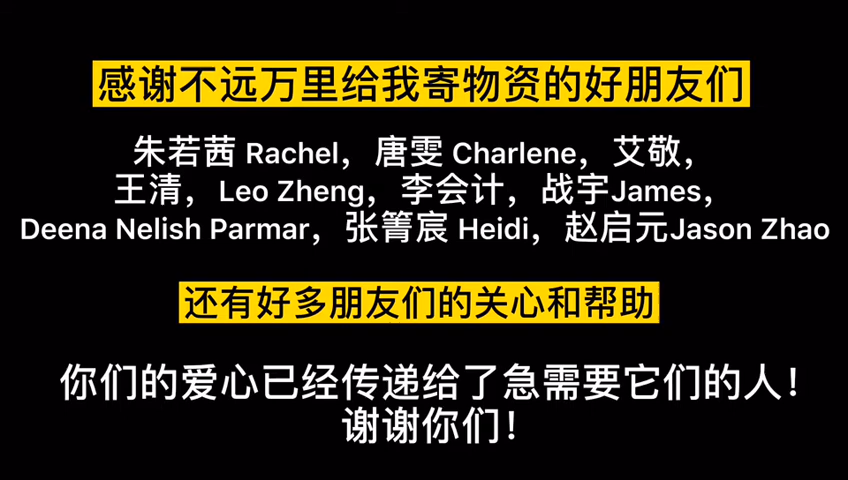 感谢不远万里给我寄物资的好朋友们
朱若茜 Rachel，唐雯 Charlene，艾敬，
王清，Leo Zheng，李会计，战宇James，
Deena Nelish Parmar，张箐宸 Heidi，赵启元Jason Zhao
还有好多朋友们的关心和帮助
你们的爱心已经传递给了急需要它们的人！
谢谢你们！